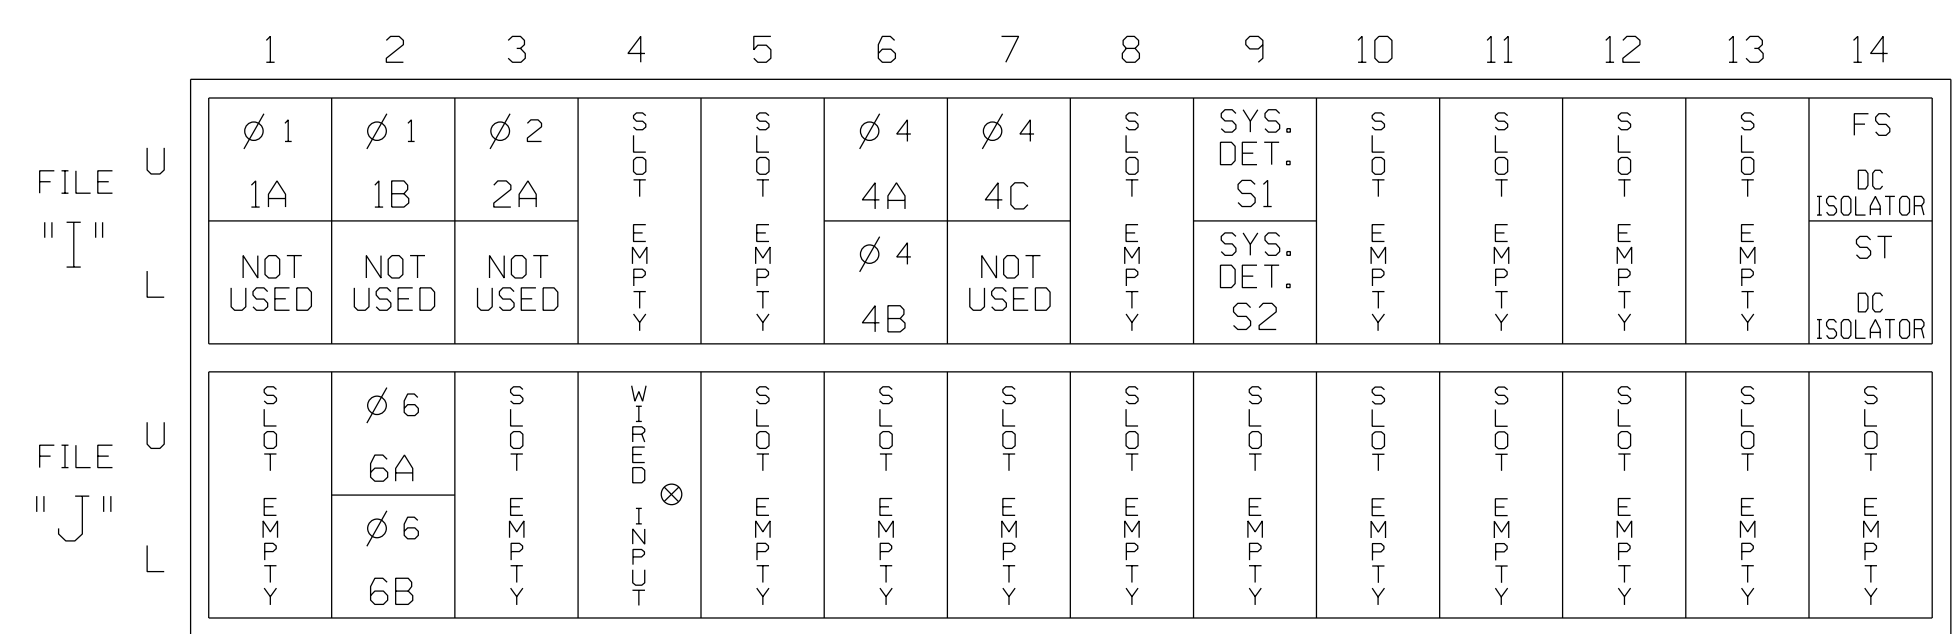 1 2 3 4 5 6 7 8 9 10 11 12 13 14
FILE
"I"
U
L
Ø 1
1A
NOT
USED
Ø 1
1B
NOT
USED
Ø 2
2A
NOT
USED
SLOT EMPTY
SLOT EMPTY
Ø 4
4A
Ø 4
4B
Ø 4
4C
NOT
USED
SLOT EMPTY
SYS.
DET.
S1
SYS.
DET.
S2
SLOT EMPTY
SLOT EMPTY
SLOT EMPTY
SLOT EMPTY
FS
DC
ISOLATOR
ST
DC
ISOLATOR
FILE
"J"
U
L
SLOT EMPTY
Ø 6
6A
Ø 6
6B
SLOT EMPTY
WIRED INPUT
SLOT EMPTY
SLOT EMPTY
SLOT EMPTY
SLOT EMPTY
SLOT EMPTY
SLOT EMPTY
SLOT EMPTY
SLOT EMPTY
SLOT EMPTY
SLOT EMPTY